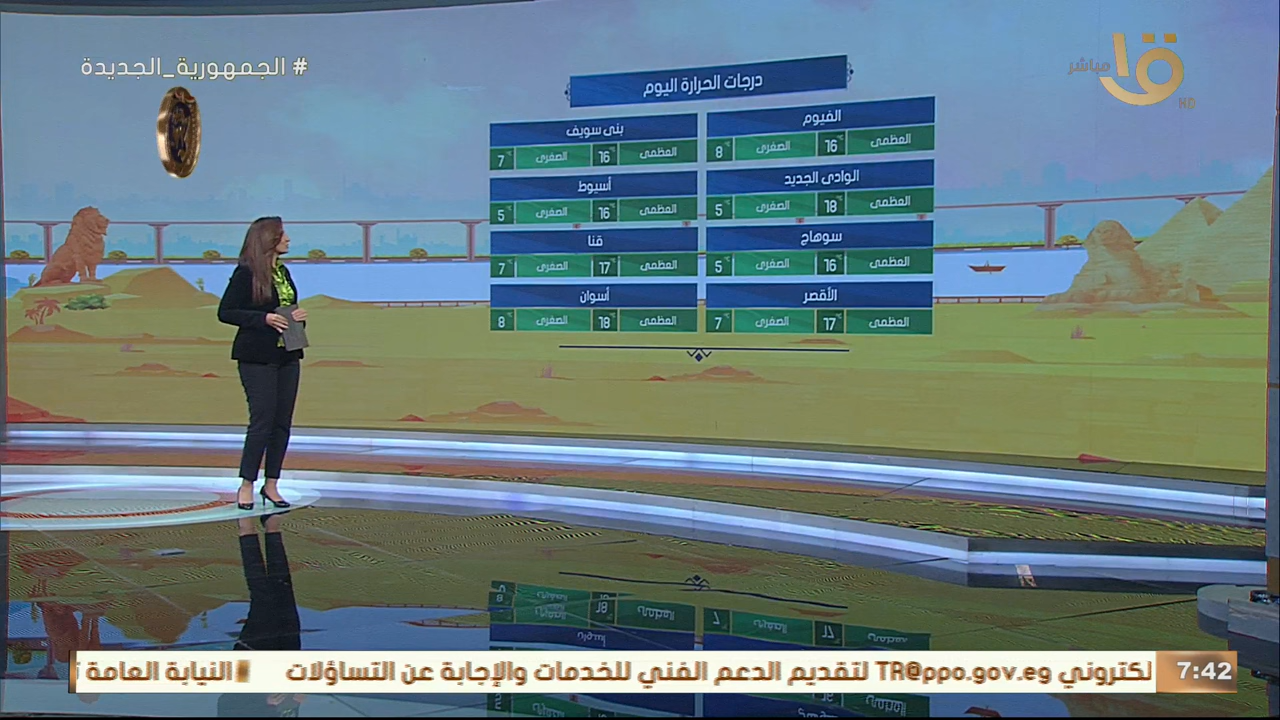 # الجمهورية_الجديدة
مباشر
HD
درجات الحرارة اليوم
الفيوم
العظمى 16 الصغرى 8
بنى سويف
العظمى 16 الصغرى 7
الوادى الجديد
العظمى 18 الصغرى 5
أسيوط
العظمى 16 الصغرى 5
سوهاج
العظمى 16 الصغرى 5
قنا
العظمى 17 الصغرى 7
الأقصر
العظمى 17 الصغرى 7
أسوان
العظمى 18 الصغرى 8
لكتروني TR@ppo.gov.eg لتقديم الدعم الفني للخدمات والإجابة عن التساؤلات النيابة العامة
7:42